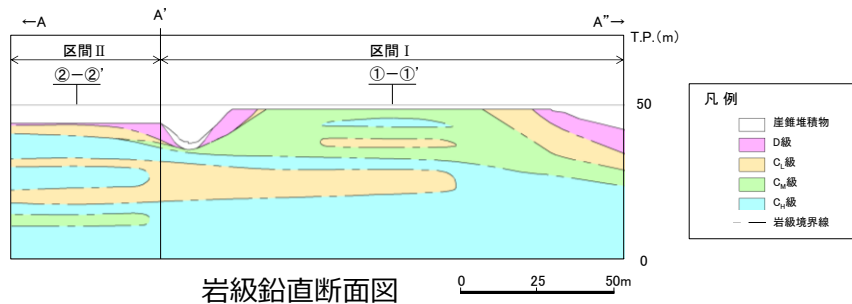 ←A
A'
A"→
T.P.(m)
区間Ⅱ
区間Ⅰ
②-②'
①-①'
50
0
凡例
崖錐堆積物
D級
CL級
CM級
CH級
岩級境界線
岩級鉛直断面図
0 25 50m